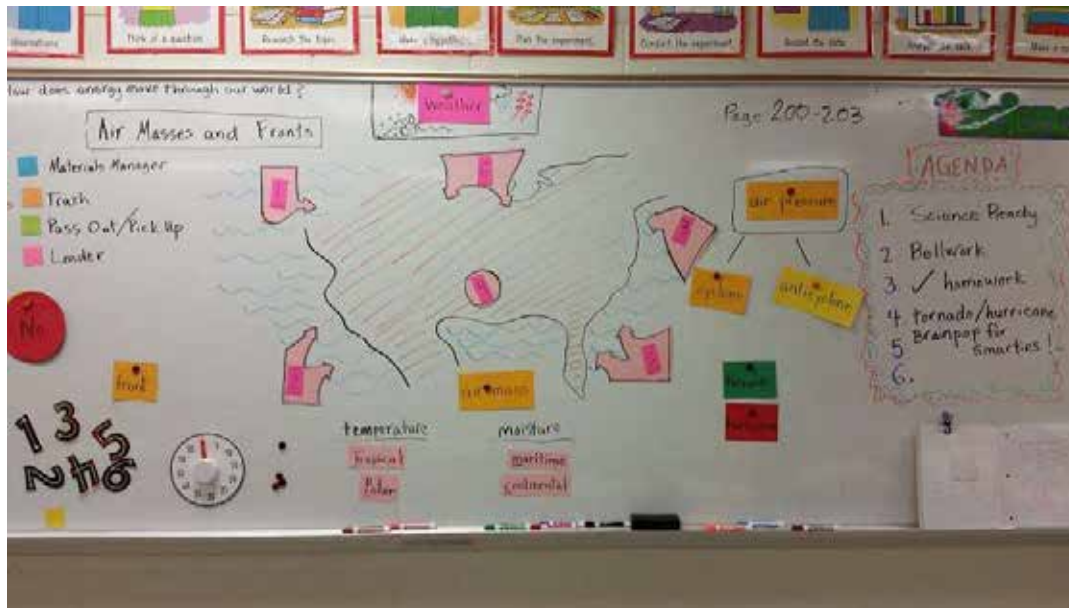 Think of a question
Research the topic
Plan the experiment
Conduct the experiment
Record the data
How does energy move through our world?
weather
Page 200-203
Air Masses and Fronts
Materials Manager
Trash
Pass Out/Pick Up
Leader
air pressure
cyclone
anticyclone
AGENDA
1. Science Ready
2 Bellwork
3 ✓ homework
4 tornado/hurricane
5 Brainpop for
smarties!
6.
No
front
air mass
temperature
moisture
Tropical
maritime
Polar
continental
1 3 5
2 4 6